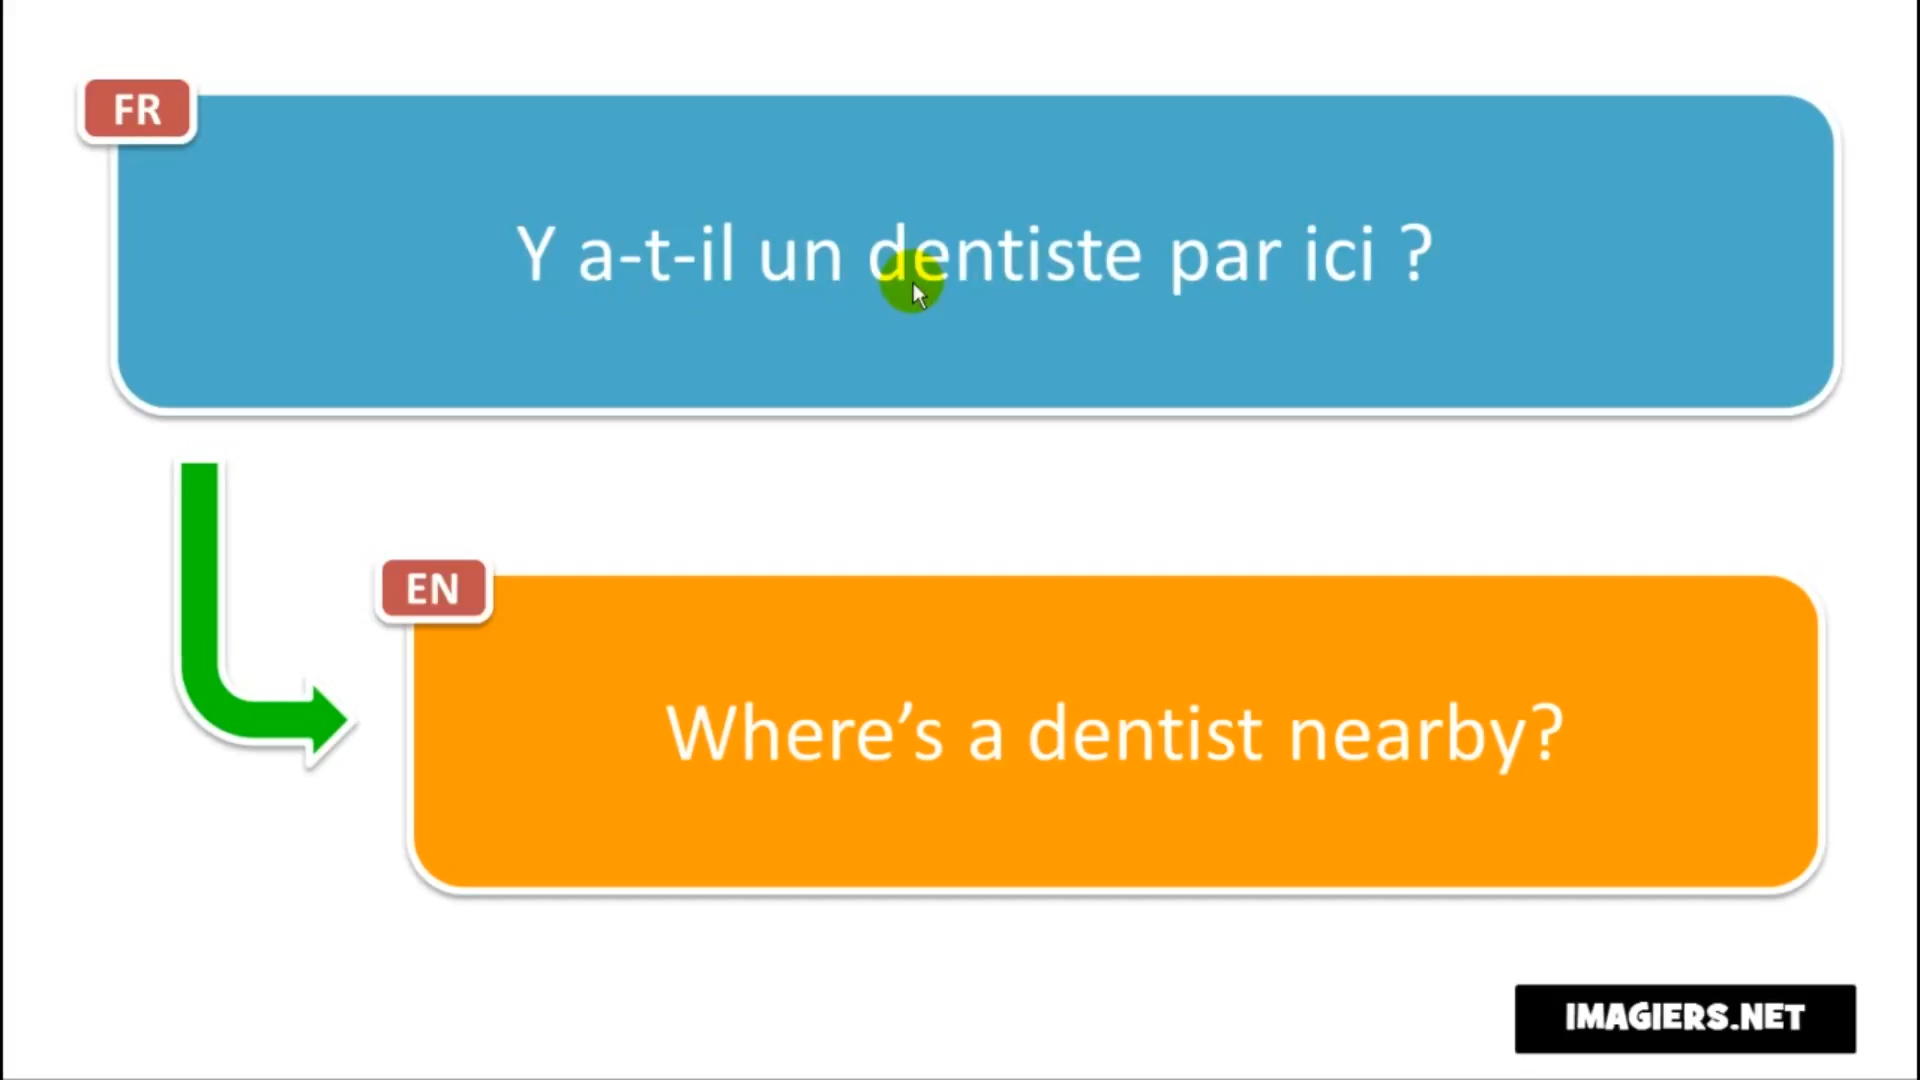 FR
Y a-t-il un dentiste par ici ?
EN
Where’s a dentist nearby?
IMAGIERS.NET